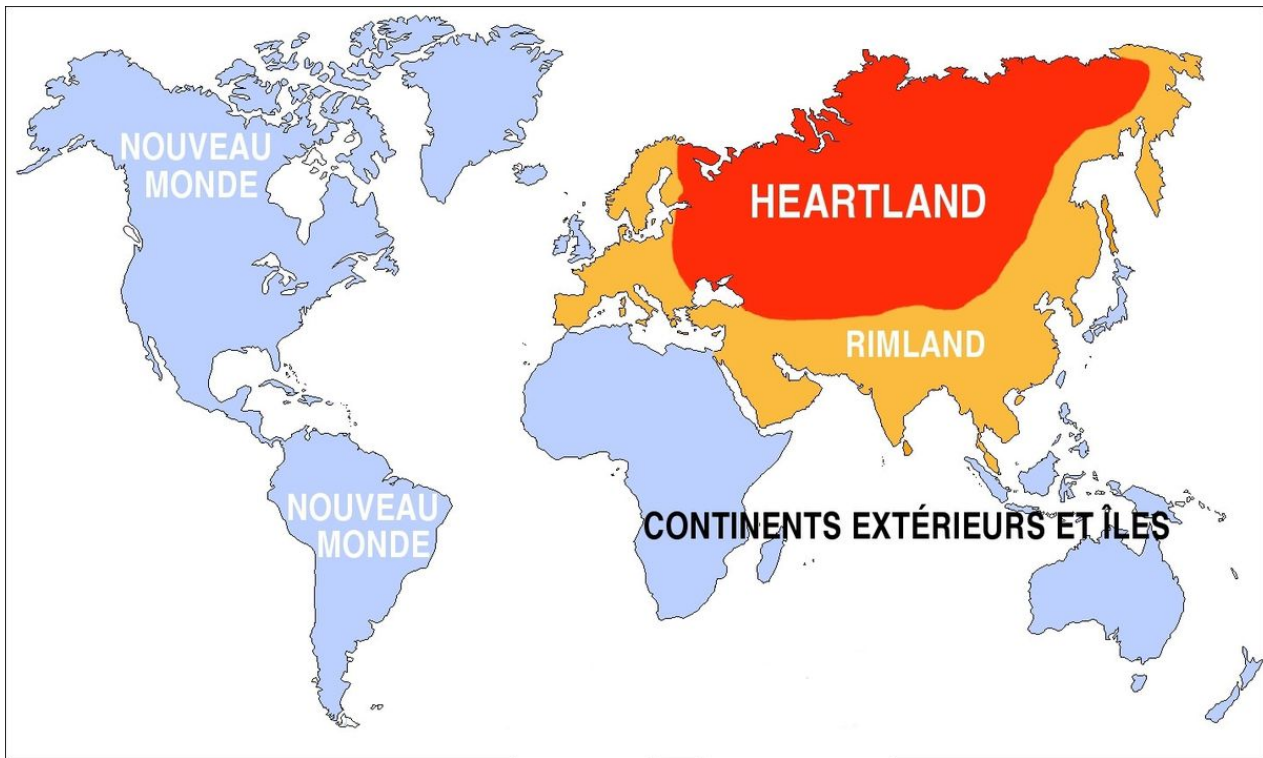 NOUVEAU
MONDE
HEARTLAND
RIMLAND
NOUVEAU
MONDE
CONTINENTS EXTÉRIEURS ET ÎLES